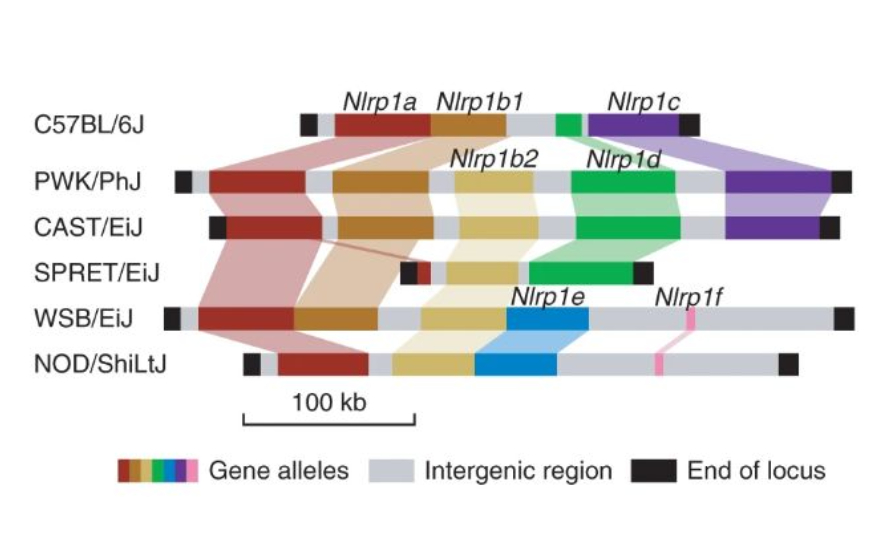 Nlrp1a Nlrp1b1 Nlrp1c
C57BL/6J
Nlrp1b2 Nlrp1d
PWK/PhJ
CAST/EiJ
SPRET/EiJ
Nlrp1e Nlrp1f
WSB/EiJ
NOD/ShiLtJ
100 kb
Gene alleles Intergenic region End of locus